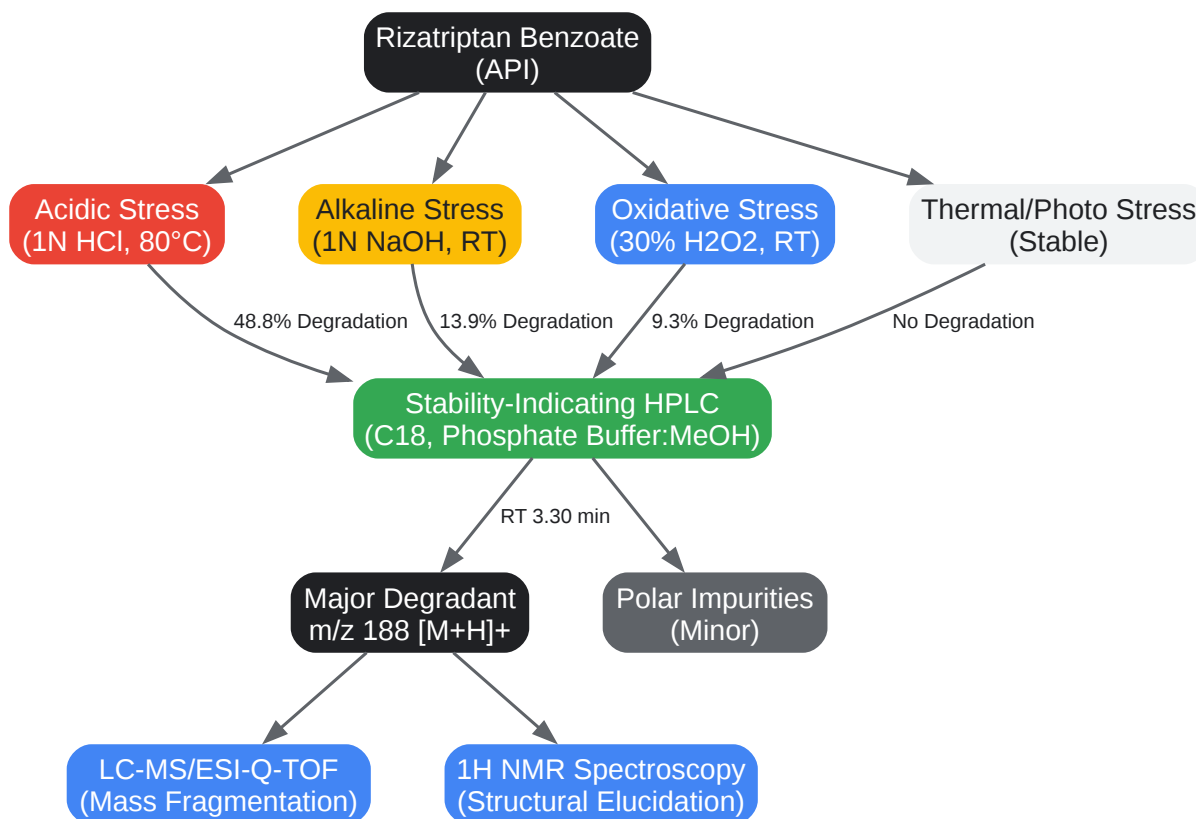 Rizatriptan Benzoate
(API)
Acidic Stress
(1N HCl, 80°C)
Alkaline Stress
(1N NaOH, RT)
Oxidative Stress
(30% H2O2, RT)
Thermal/Photo Stress
(Stable)
48.8% Degradation
13.9% Degradation
9.3% Degradation
No Degradation
Stability-Indicating HPLC
(C18, Phosphate Buffer:MeOH)
RT 3.30 min
Major Degradant
m/z 188 [M+H]+
Polar Impurities
(Minor)
LC-MS/ESI-Q-TOF
(Mass Fragmentation)
1H NMR Spectroscopy
(Structural Elucidation)